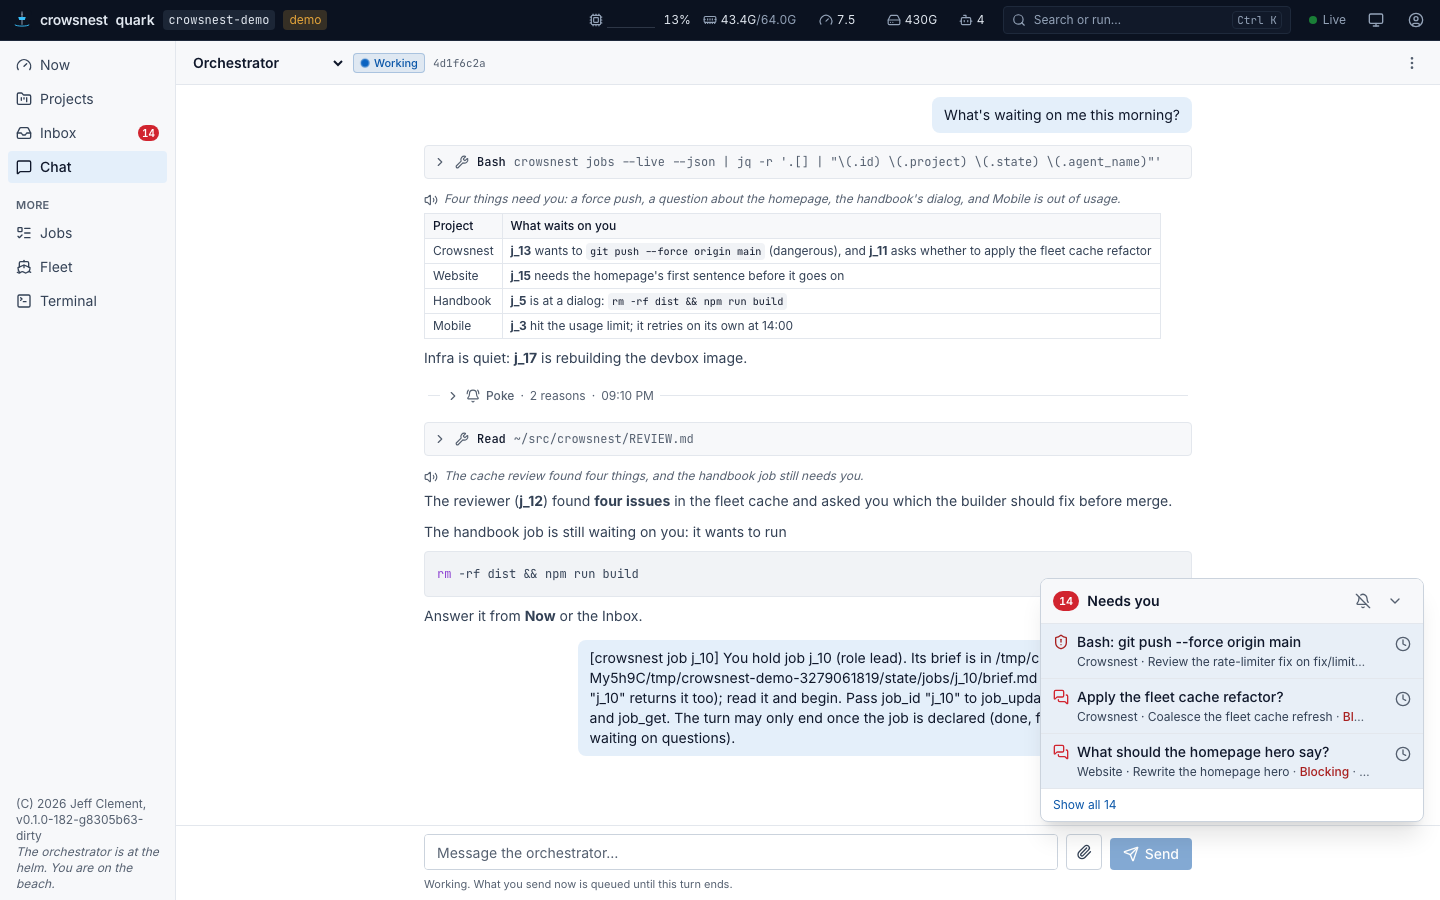 crowsnest quark crowsnest-demo demo 13% 43.4G/64.0G 7.5 430G 4 Search or run... Ctrl K Live
Now
Projects
Inbox 14
Chat
MORE
Jobs
Fleet
Terminal
(C) 2026 Jeff Clement,
v0.1.0-182-g8305b63-
dirty
The orchestrator is at the
helm. You are on the
beach.
Orchestrator Working 4d1f6c2a
What's waiting on me this morning?
Bash crowsnest jobs --live --json | jq -r '.[] | "\(.id) \(.project) \(.state) \(.agent_name)"'
Four things need you: a force push, a question about the homepage, the handbook's dialog, and Mobile is out of usage.
Project What waits on you
Crowsnest j_13 wants to git push --force origin main (dangerous), and j_11 asks whether to apply the fleet cache refactor
Website j_15 needs the homepage's first sentence before it goes on
Handbook j_5 is at a dialog: rm -rf dist && npm run build
Mobile j_3 hit the usage limit; it retries on its own at 14:00
Infra is quiet: j_17 is rebuilding the devbox image.
Poke · 2 reasons · 09:10 PM
Read ~/src/crowsnest/REVIEW.md
The cache review found four things, and the handbook job still needs you.
The reviewer (j_12) found four issues in the fleet cache and asked you which the builder should fix before merge.
The handbook job is still waiting on you: it wants to run
rm -rf dist && npm run build
Answer it from Now or the Inbox.
[crowsnest job j_10] You hold job j_10 (role lead). Its brief is in /tmp/c
My5h9C/tmp/crowsnest-demo-3279061819/state/jobs/j_10/brief.md
"j_10" returns it too); read it and begin. Pass job_id "j_10" to job_upda
and job_get. The turn may only end once the job is declared (done, f
waiting on questions).
14 Needs you
Bash: git push --force origin main
Crowsnest · Review the rate-limiter fix on fix/limit...
Apply the fleet cache refactor?
Crowsnest · Coalesce the fleet cache refresh · Bl...
What should the homepage hero say?
Website · Rewrite the homepage hero · Blocking · ...
Show all 14
Message the orchestrator... Send
Working. What you send now is queued until this turn ends.